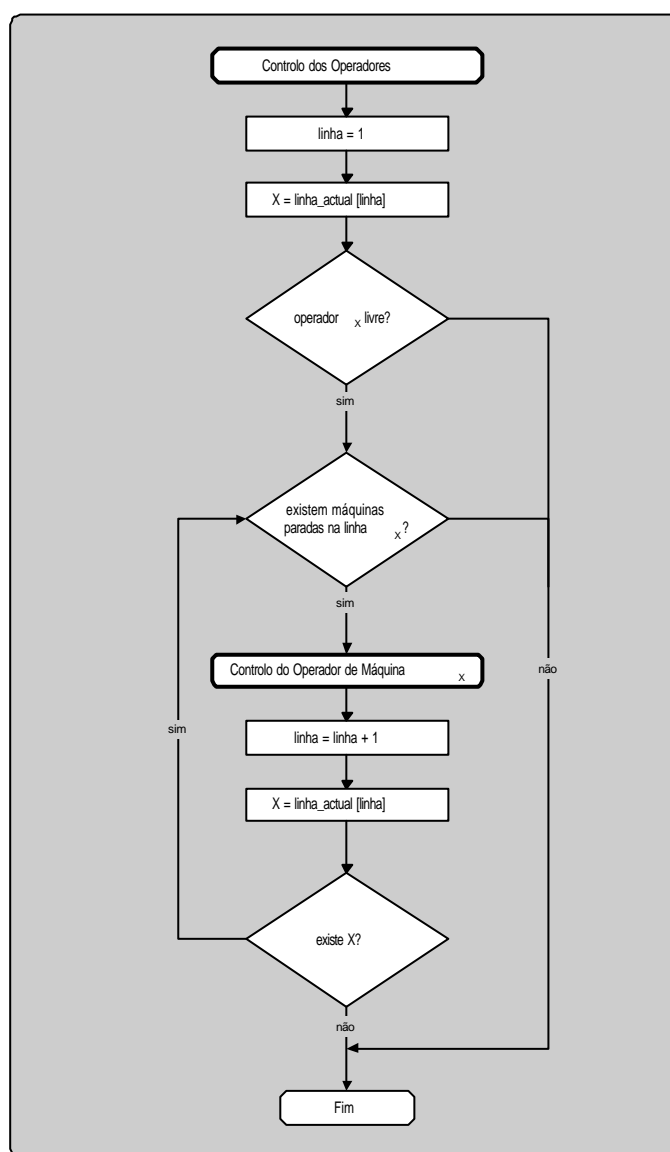 Controlo dos Operadores
linha = 1
X = linha_actual [linha]
operador X livre?
sim
existem máquinas
paradas na linha X?
sim
Controlo do Operador de Máquina X
não
linha = linha + 1
sim
X = linha_actual [linha]
existe X?
não
Fim